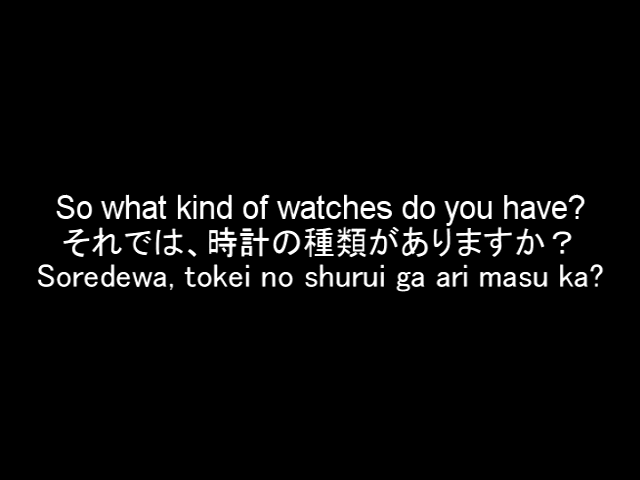 So what kind of watches do you have?
それでは、時計の種類がありますか？
Soredewa, tokei no shurui ga ari masu ka?